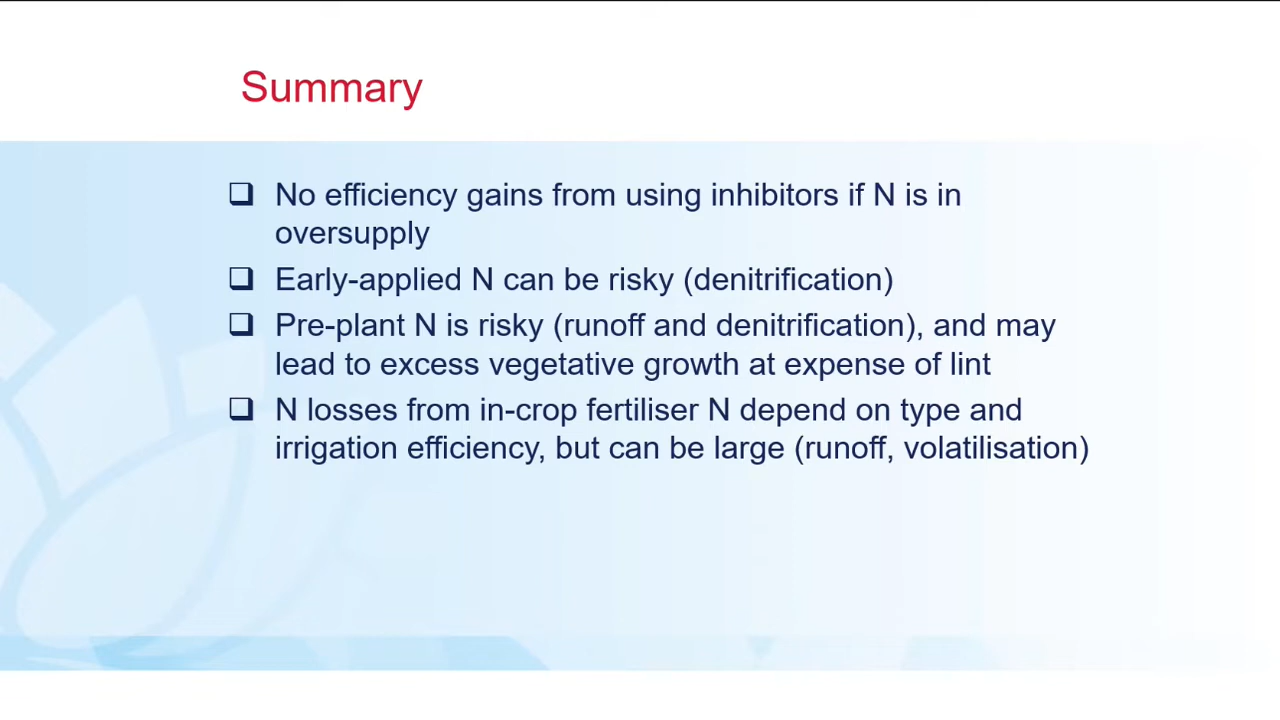 Summary
❑ No efficiency gains from using inhibitors if N is in
oversupply
❑ Early-applied N can be risky (denitrification)
❑ Pre-plant N is risky (runoff and denitrification), and may
lead to excess vegetative growth at expense of lint
❑ N losses from in-crop fertiliser N depend on type and
irrigation efficiency, but can be large (runoff, volatilisation)